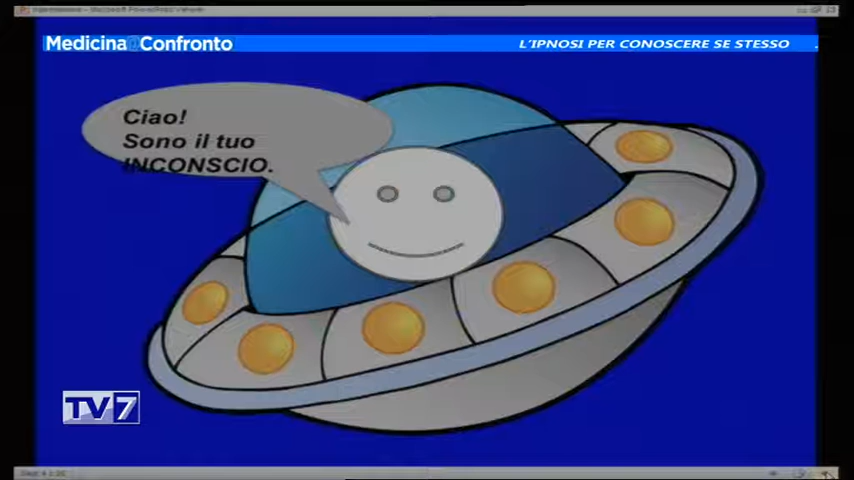 Medicina@Confronto
L'IPNOSI PER CONOSCERE SE STESSO
Ciao!
Sono il tuo
INCONSCIO.
TV7